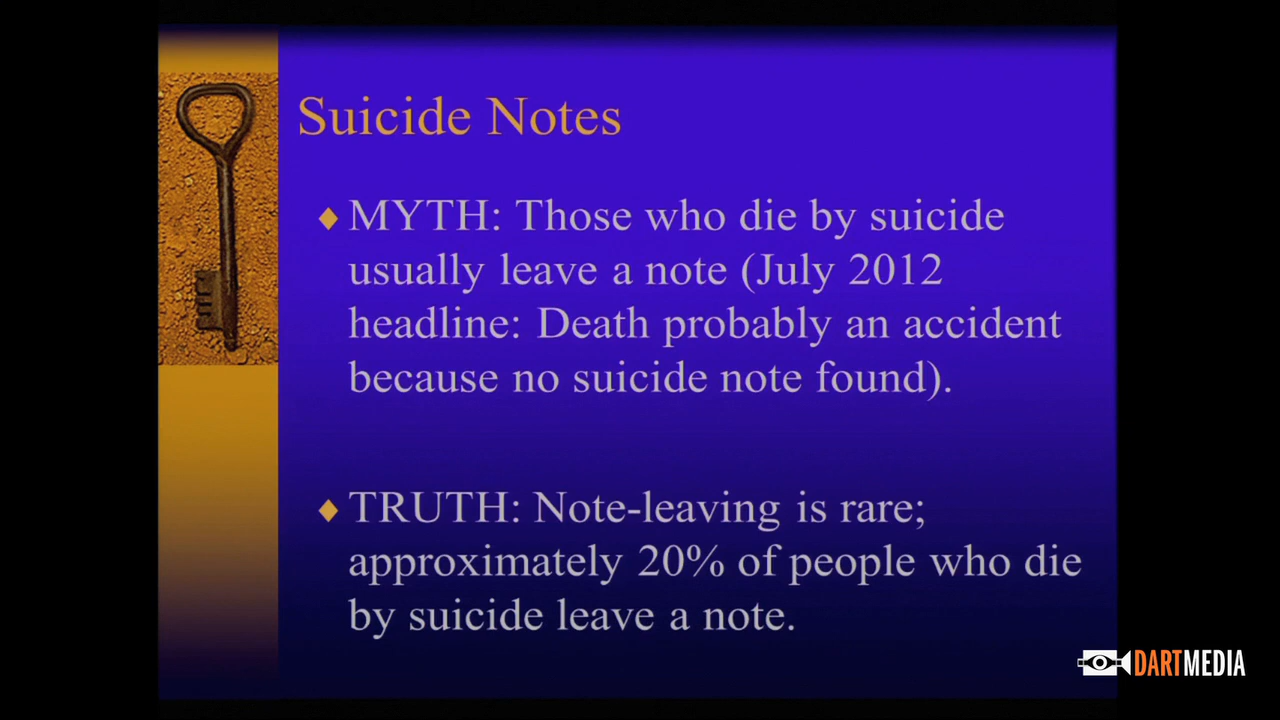 Suicide Notes
MYTH: Those who die by suicide
usually leave a note (July 2012
headline: Death probably an accident
because no suicide note found).
TRUTH: Note-leaving is rare;
approximately 20% of people who die
by suicide leave a note.
DARTMEDIA